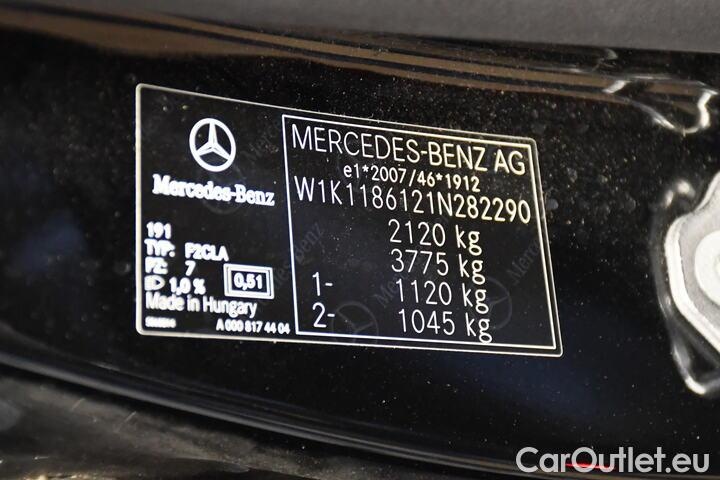 Mercedes-Benz
191
TYP: F2CLA
FZ: 7
1,0 %
0,51
Made in Hungary
A 000 817 44 04
MERCEDES-BENZ AG
e1*2007/46*1912
W1K1186121N282290
2120 kg
3775 kg
1- 1120 kg
2- 1045 kg
CarOutlet.eu